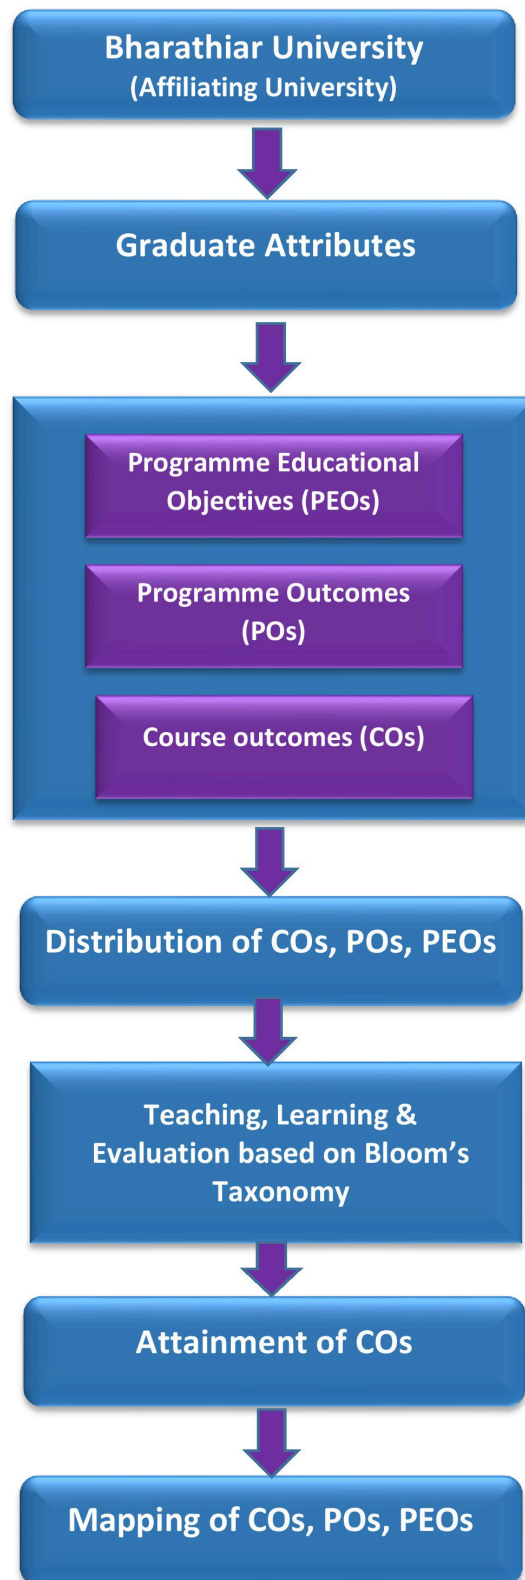 Bharathiar University
(Affiliating University)
Graduate Attributes
Programme Educational
Objectives (PEOs)
Programme Outcomes
(POs)
Course outcomes (COs)
Distribution of COs, POs, PEOs
Teaching, Learning &
Evaluation based on Bloom’s
Taxonomy
Attainment of COs
Mapping of COs, POs, PEOs